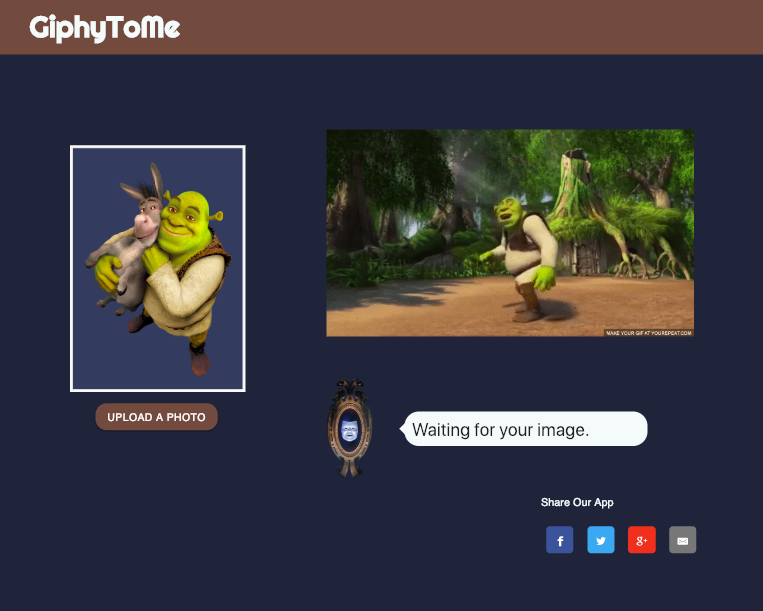 GiphyToMe
MAKE YOUR GIF AT YOUREPEAT.COM
UPLOAD A PHOTO
Waiting for your image.
Share Our App
f
g+